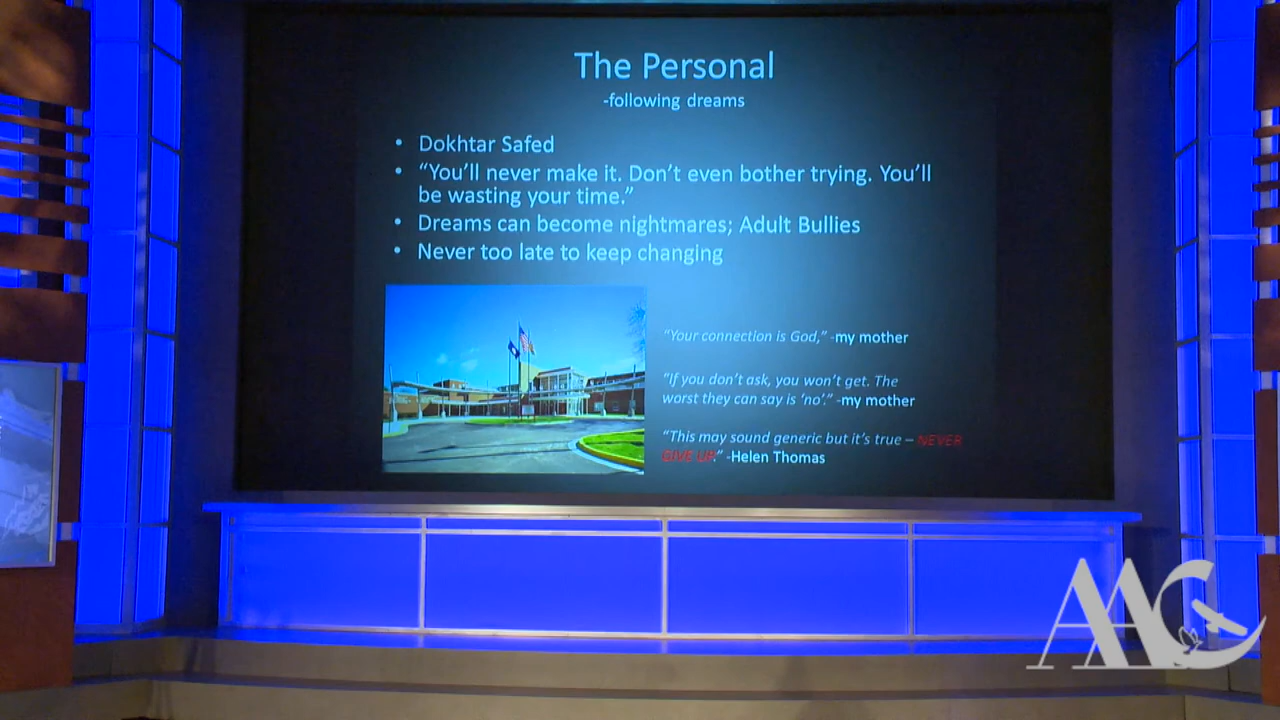 The Personal
-following dreams
• Dokhtar Safed
• “You’ll never make it. Don’t even bother trying. You’ll
be wasting your time.”
• Dreams can become nightmares; Adult Bullies
• Never too late to keep changing
“Your connection is God,” -my mother
“If you don’t ask, you won’t get. The
worst they can say is ‘no’.” -my mother
“This may sound generic but it’s true – NEVER
GIVE UP.” -Helen Thomas
AAC